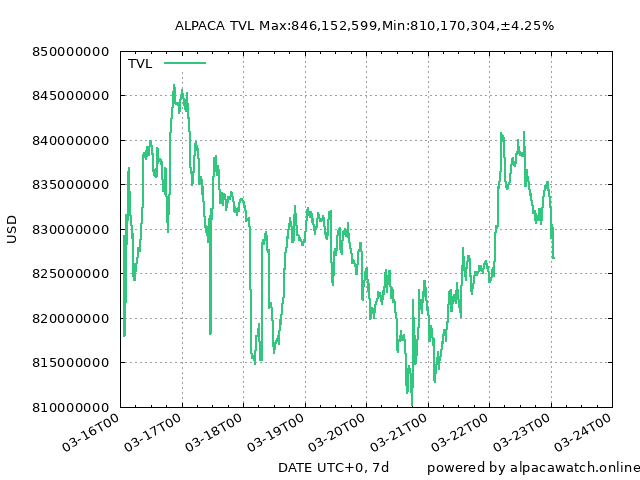 ALPACA TVL Max:846,152,599,Min:810,170,304,±4.25%
850000000
TVL
845000000
840000000
835000000
830000000
825000000
820000000
815000000
810000000
USD
03-16T00
03-17T00
03-18T00
03-19T00
03-20T00
03-21T00
03-22T00
03-23T00
03-24T00
DATE UTC+0, 7d
powered by alpacawatch.online